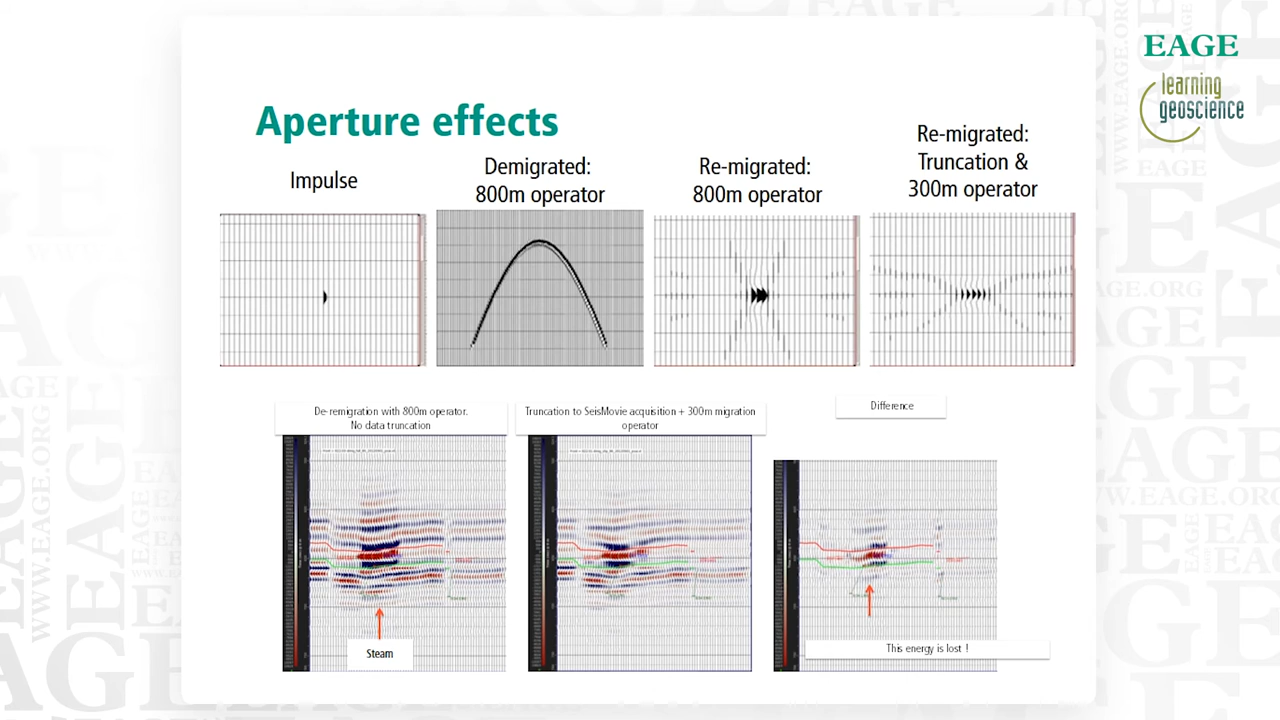 EAGE
learning
geoscience
Aperture effects
Impulse
Demigrated:
800m operator
Re-migrated:
800m operator
Re-migrated:
Truncation &
300m operator
De-remigration with 800m operator.
No data truncation
Truncation to SeisMovie acquisition + 300m migration
operator
Difference
Steam
This energy is lost !